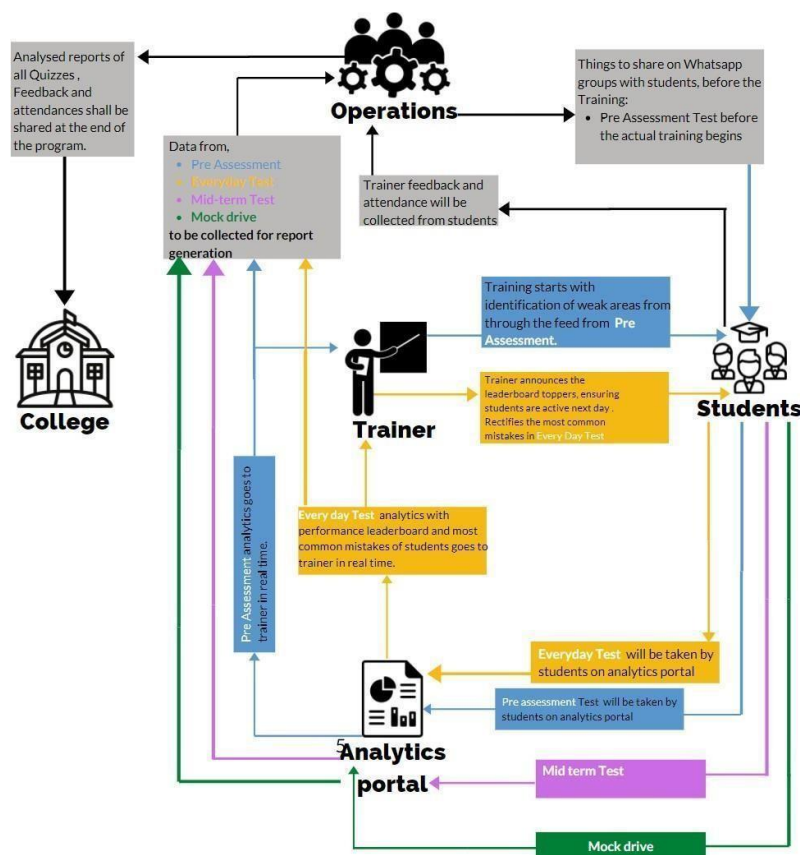 Analysed reports of
all Quizzes ,
Feedback and
attendances shall be
shared at the end of
the program.
Operations
Things to share on Whatsapp
groups with students, before the
Training:
• Pre Assessment Test before
the actual training begins
Data from,
• Pre Assessment
• Everyday Test
• Mid-term Test
• Mock drive
to be collected for report
generation
Trainer feedback and
attendance will be
collected from students
College
Trainer
Training starts with
identification of weak areas from
through the feed from Pre
Assessment.
Trainer announces the
leaderboard toppers, ensuring
students are active next day .
Rectifies the most common
mistakes in Every Day Test
Students
Pre Assessment analytics goes to
trainer in real time.
Every day Test analytics with
performance leaderboard and most
common mistakes of students goes to
trainer in real time.
Everyday Test will be taken by
students on analytics portal
Pre assessment Test will be taken by
students on analytics portal
5
Analytics
portal
Mid term Test
Mock drive